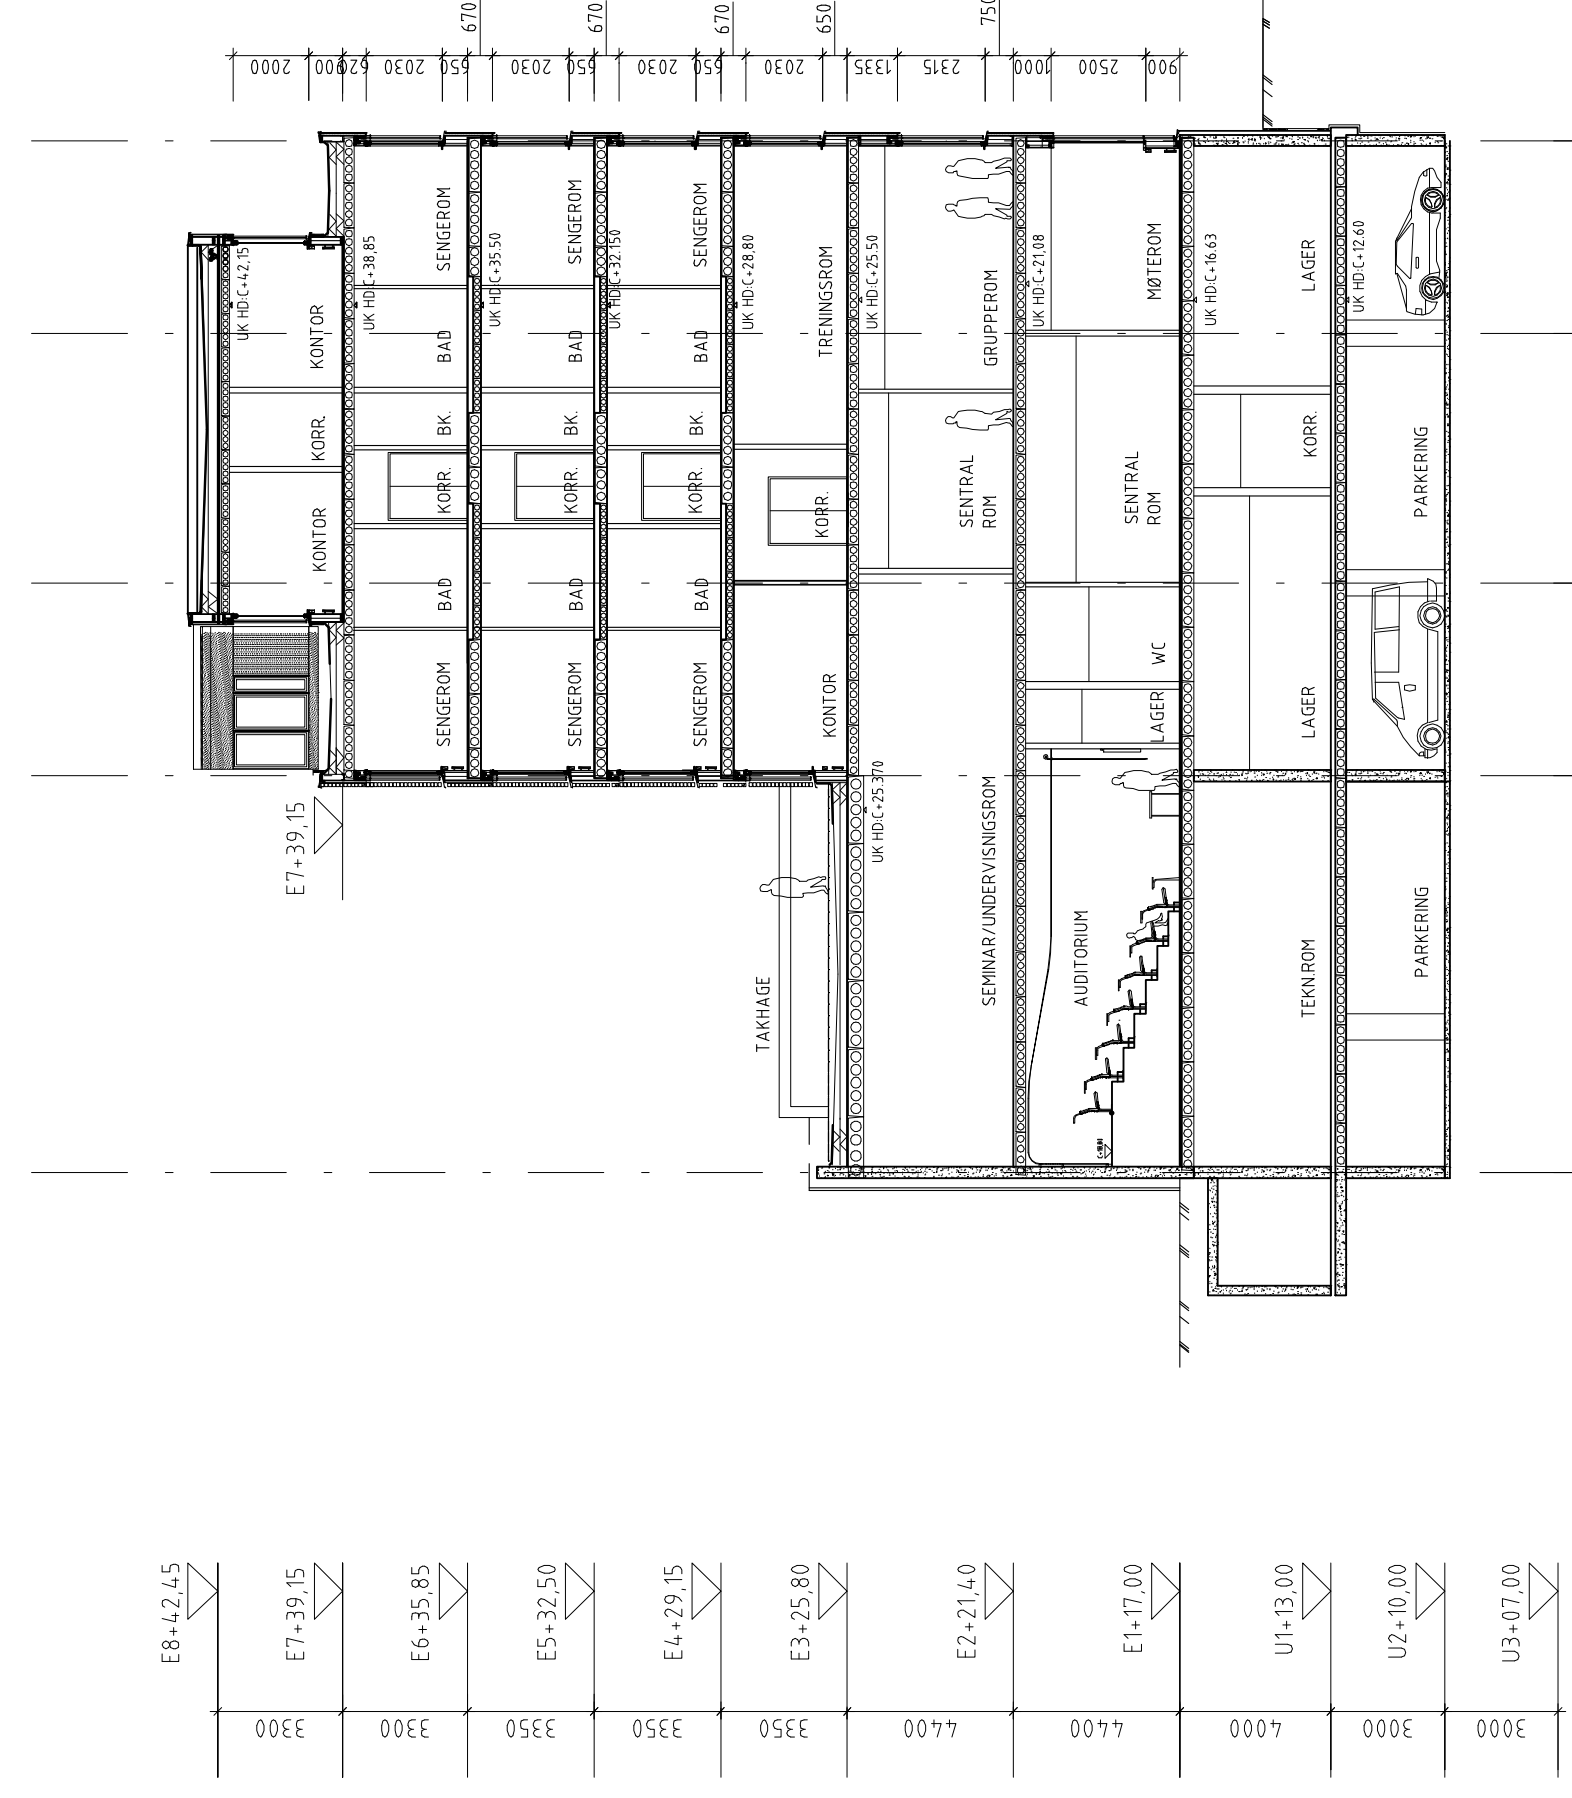 670
670
670
650
750
2000
900
620
2030
650
2030
650
2030
650
2030
1335
2315
1000
2500
900
UK HD:C+42,15
KONTOR
KORR.
KONTOR
UK HD:C+38,85
SENGEROM
BAD
BK.
KORR.
BAD
SENGEROM
UK HD:C+35.50
SENGEROM
BAD
BK.
KORR.
BAD
SENGEROM
UK HD:C+32.150
SENGEROM
BAD
BK.
KORR.
BAD
SENGEROM
UK HD:C+28,80
TRENINGSROM
KORR.
KONTOR
UK HD:C+25.50
GRUPPEROM
SENTRAL
ROM
UK HD:C+25.370
SEMINAR/UNDERVISNIGSROM
UK HD:C+21,08
MØTEROM
SENTRAL
ROM
WC
LAGER
AUDITORIUM
UK HD:C+16.63
LAGER
KORR.
LAGER
TEKN.ROM
UK HD:C+12.60
PARKERING
PARKERING
E7+39,15
TAKHAGE
E8+42,45
E7+39,15
E6+35,85
E5+32,50
E4+29,15
E3+25,80
E2+21,40
E1+17,00
U1+13,00
U2+10,00
U3+07,00
3300
3300
3350
3350
3350
4400
4400
4000
3000
3000